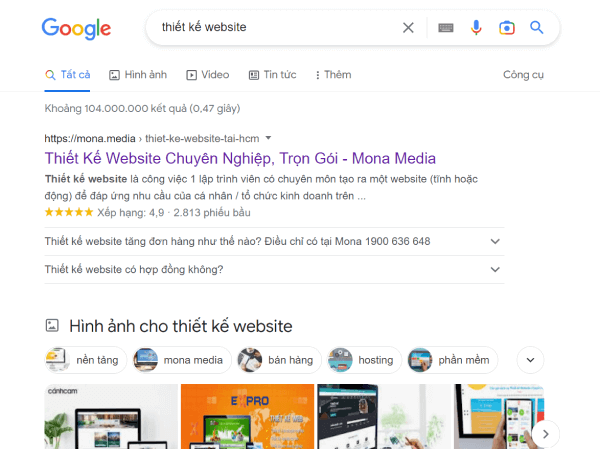 Google
thiết kế website
Tất cả
Hình ảnh
Video
Tin tức
Thêm
Công cụ
Khoảng 104.000.000 kết quả (0,47 giây)
https://mona.media › thiet-ke-website-tai-hcm
Thiết Kế Website Chuyên Nghiệp, Trọn Gói - Mona Media
Thiết kế website là công việc 1 lập trình viên có chuyên môn tạo ra một website (tĩnh hoặc
động) để đáp ứng nhu cầu của cá nhân / tổ chức kinh doanh trên ...
Xếp hạng: 4,9 · 2.813 phiếu bầu
Thiết kế website tăng đơn hàng như thế nào? Điều chỉ có tại Mona 1900 636 648
Thiết kế website có hợp đồng không?
Hình ảnh cho thiết kế website
nền tảng
mona media
bán hàng
hosting
phần mềm
cánhcam
EXPRO